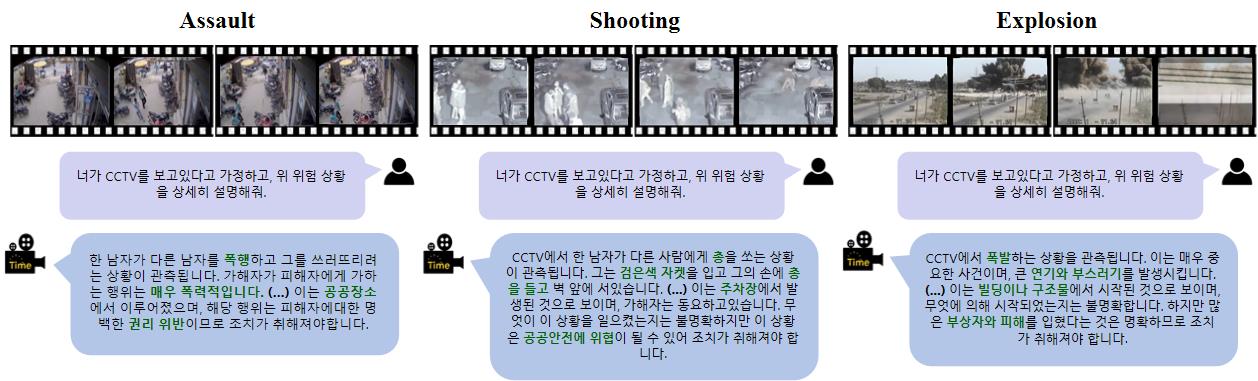 Assault
너가 CCTV를 보고있다고 가정하고, 위 위험 상황
을 상세히 설명해줘.
Time
한 남자가 다른 남자를 폭행하고 그를 쓰러뜨리려
는 상황이 관측됩니다. 가해자가 피해자에게 가하
는 행위는 매우 폭력적입니다. (...) 이는 공공장소
에서 이루어졌으며, 해당 행위는 피해자에대한 명
백한 권리 위반이므로 조치가 취해져야합니다.
Shooting
너가 CCTV를 보고있다고 가정하고, 위 위험 상황
을 상세히 설명해줘.
Time
CCTV에서 한 남자가 다른 사람에게 총을 쏘는 상황
이 관측됩니다. 그는 검은색 자켓을 입고 그의 손에 총
을 들고 벽 앞에 서있습니다. (...) 이는 주차장에서 발
생된 것으로 보이며, 가해자는 동요하고있습니다. 무
엇이 이 상황을 일으켰는지는 불명확하지만 이 상황
은 공공안전에 위협이 될 수 있어 조치가 취해져야 합
니다.
Explosion
너가 CCTV를 보고있다고 가정하고, 위 위험 상황
을 상세히 설명해줘.
Time
CCTV에서 폭발하는 상황을 관측됩니다. 이는 매우 중
요한 사건이며, 큰 연기와 부스러기를 발생시킵니다.
(...) 이는 빌딩이나 구조물에서 시작된 것으로 보이며,
무엇에 의해 시작되었는지는 불명확합니다. 하지만 많
은 부상자와 피해를 입혔다는 것은 명확하므로 조치
가 취해져야 합니다.